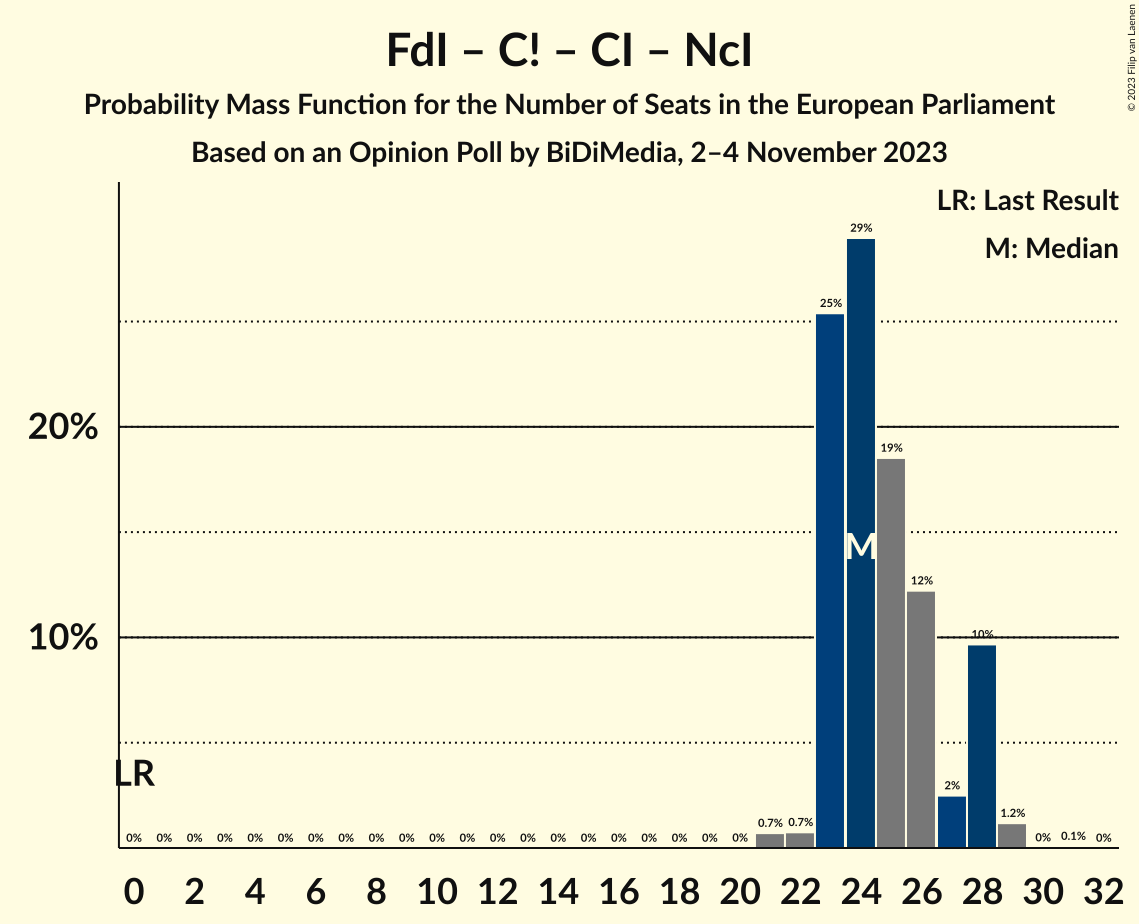 FdI – C! – CI – NcI
Probability Mass Function for the Number of Seats in the European Parliament
Based on an Opinion Poll by BiDiMedia, 2–4 November 2023
© 2023 Filip van Laenen
LR: Last Result
M: Median
20%
10%
LR
M
0% 0% 0% 0% 0% 0% 0% 0% 0% 0% 0% 0% 0% 0% 0% 0% 0% 0% 0% 0% 0% 0.7% 0.7% 25% 29% 19% 12% 2% 10% 1.2% 0% 0.1% 0%
0 2 4 6 8 10 12 14 16 18 20 22 24 26 28 30 32